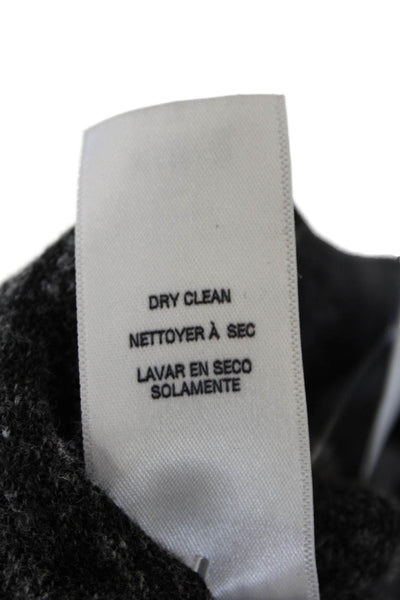 DRY CLEAN
NETTOYER À SEC
LAVAR EN SECO
SOLAMENTE